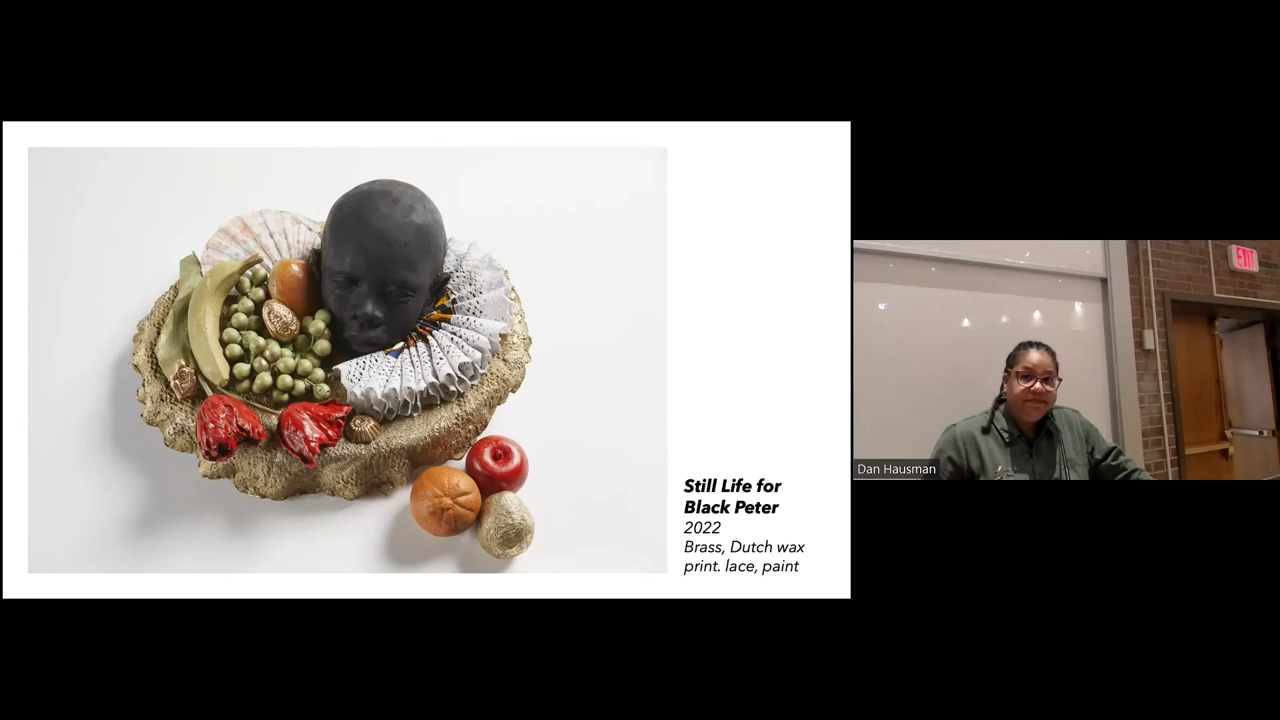 Still Life for
Black Peter
2022
Brass, Dutch wax
print. lace, paint
Dan Hausman
EXIT